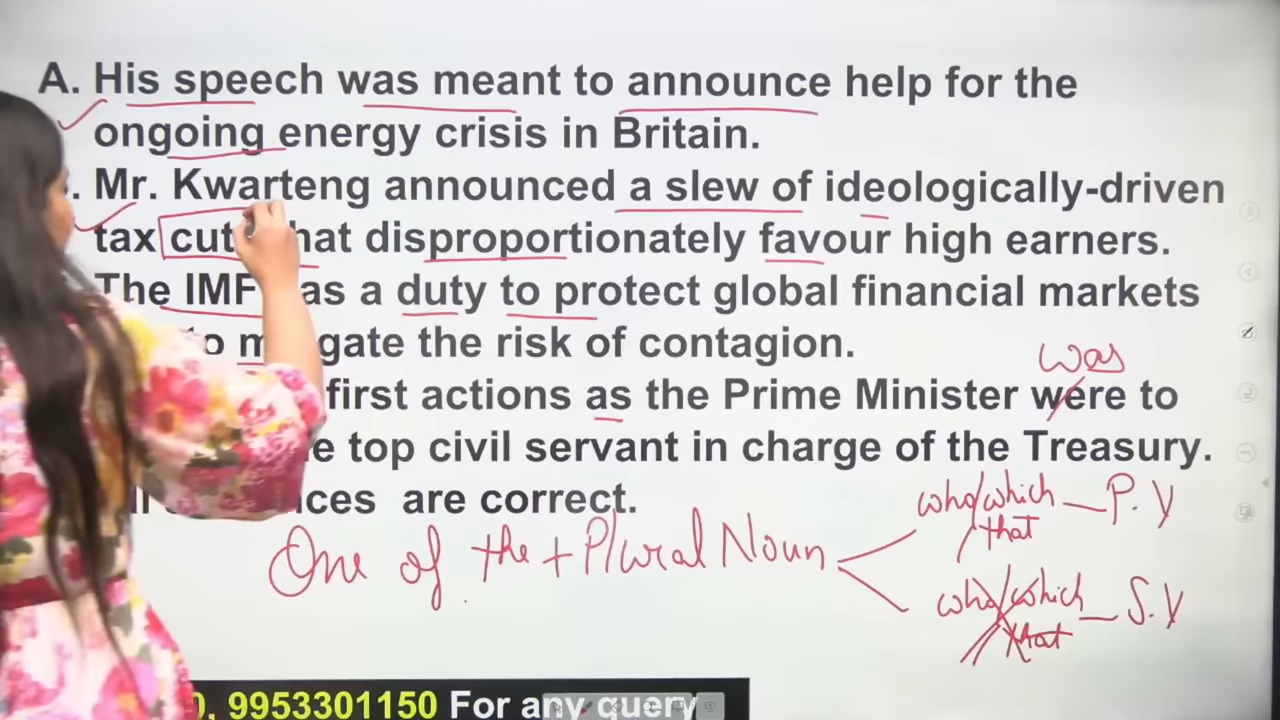 A. His speech was meant to announce help for the
ongoing energy crisis in Britain.
. Mr. Kwarteng announced a slew of ideologically-driven
tax cut hat disproportionately favour high earners.
The IMF as a duty to protect global financial markets
o m gate the risk of contagion.
was
first actions as the Prime Minister were to
e top civil servant in charge of the Treasury.
nces are correct.
who/which P.V
/that
One of the + Plural Noun
who/which S.V
/that
0, 9953301150 For any query